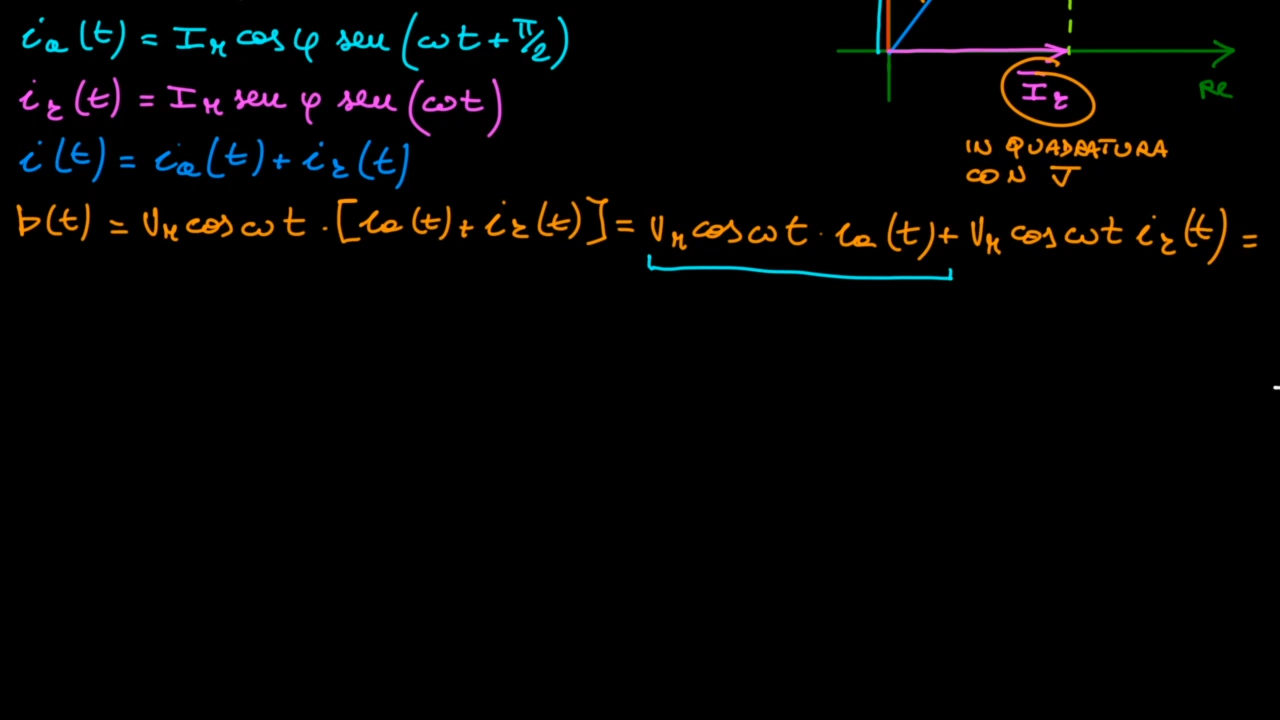 iₐ(t) = I_M cos φ sen (ωt + π/2)
Re
i_r(t) = I_M sen φ sen (ωt)
I_r
i(t) = iₐ(t) + i_r(t)
IN QUADRATURA
CON V
p(t) = V_M cos ωt · [iₐ(t) + i_r(t)] = V_M cos ωt · iₐ(t) + V_M cos ωt i_r(t) =